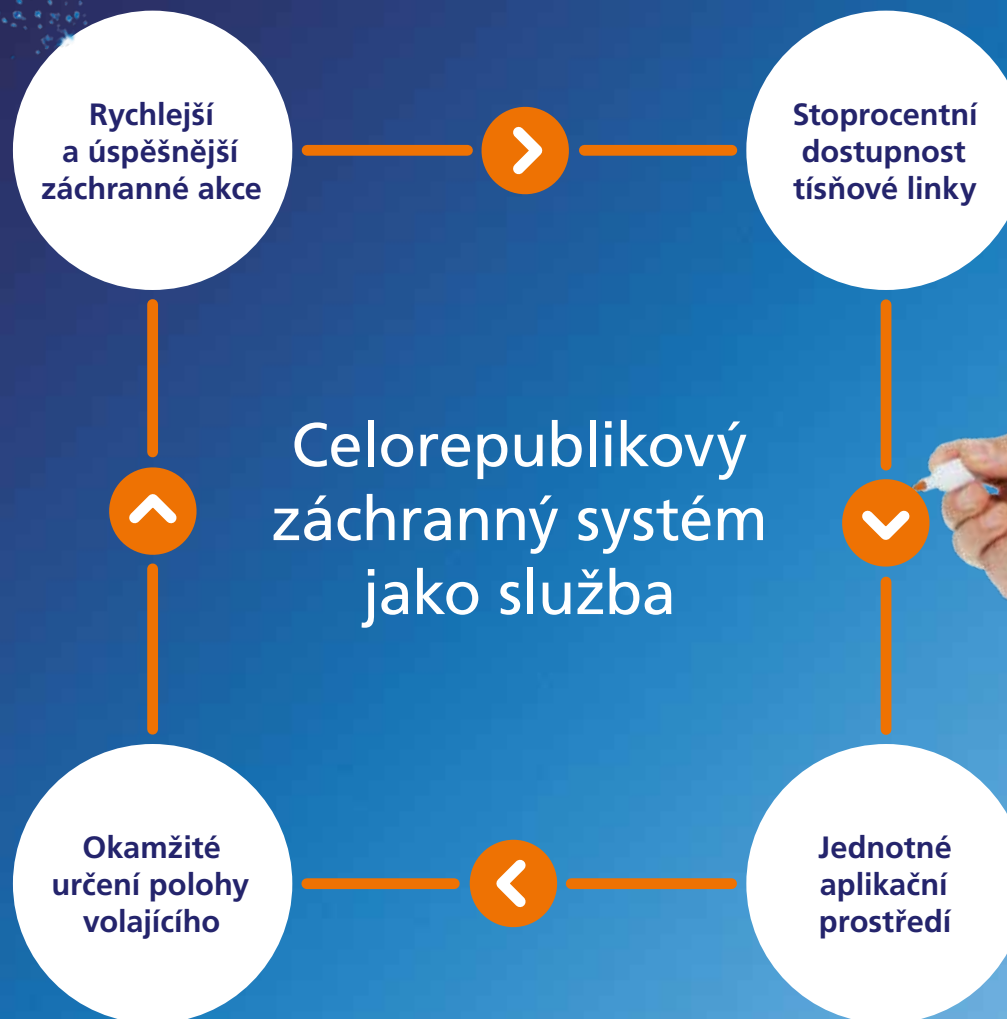 Rychlejší
a úspěšnější
záchranné akce
Stoprocentní
dostupnost
tísňové linky
Celorepublikový
záchranný systém
jako služba
Okamžité
určení polohy
volajícího
Jednotné
aplikační
prostředí